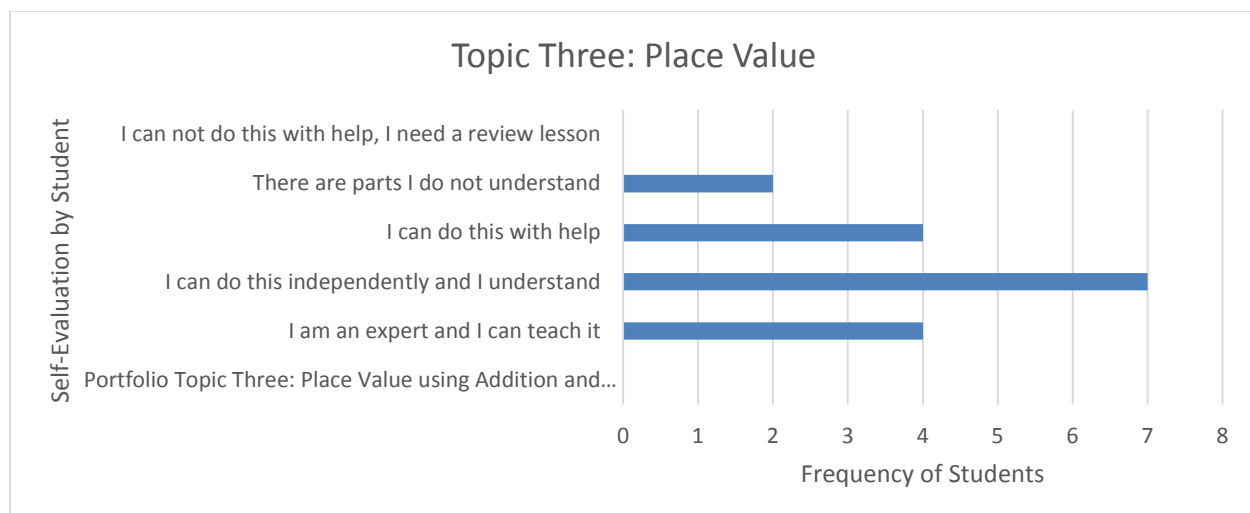 Topic Three: Place Value
Self-Evaluation by Student
I can not do this with help, I need a review lesson
There are parts I do not understand
I can do this with help
I can do this independently and I understand
I am an expert and I can teach it
Portfolio Topic Three: Place Value using Addition and...
0 1 2 3 4 5 6 7 8
Frequency of Students